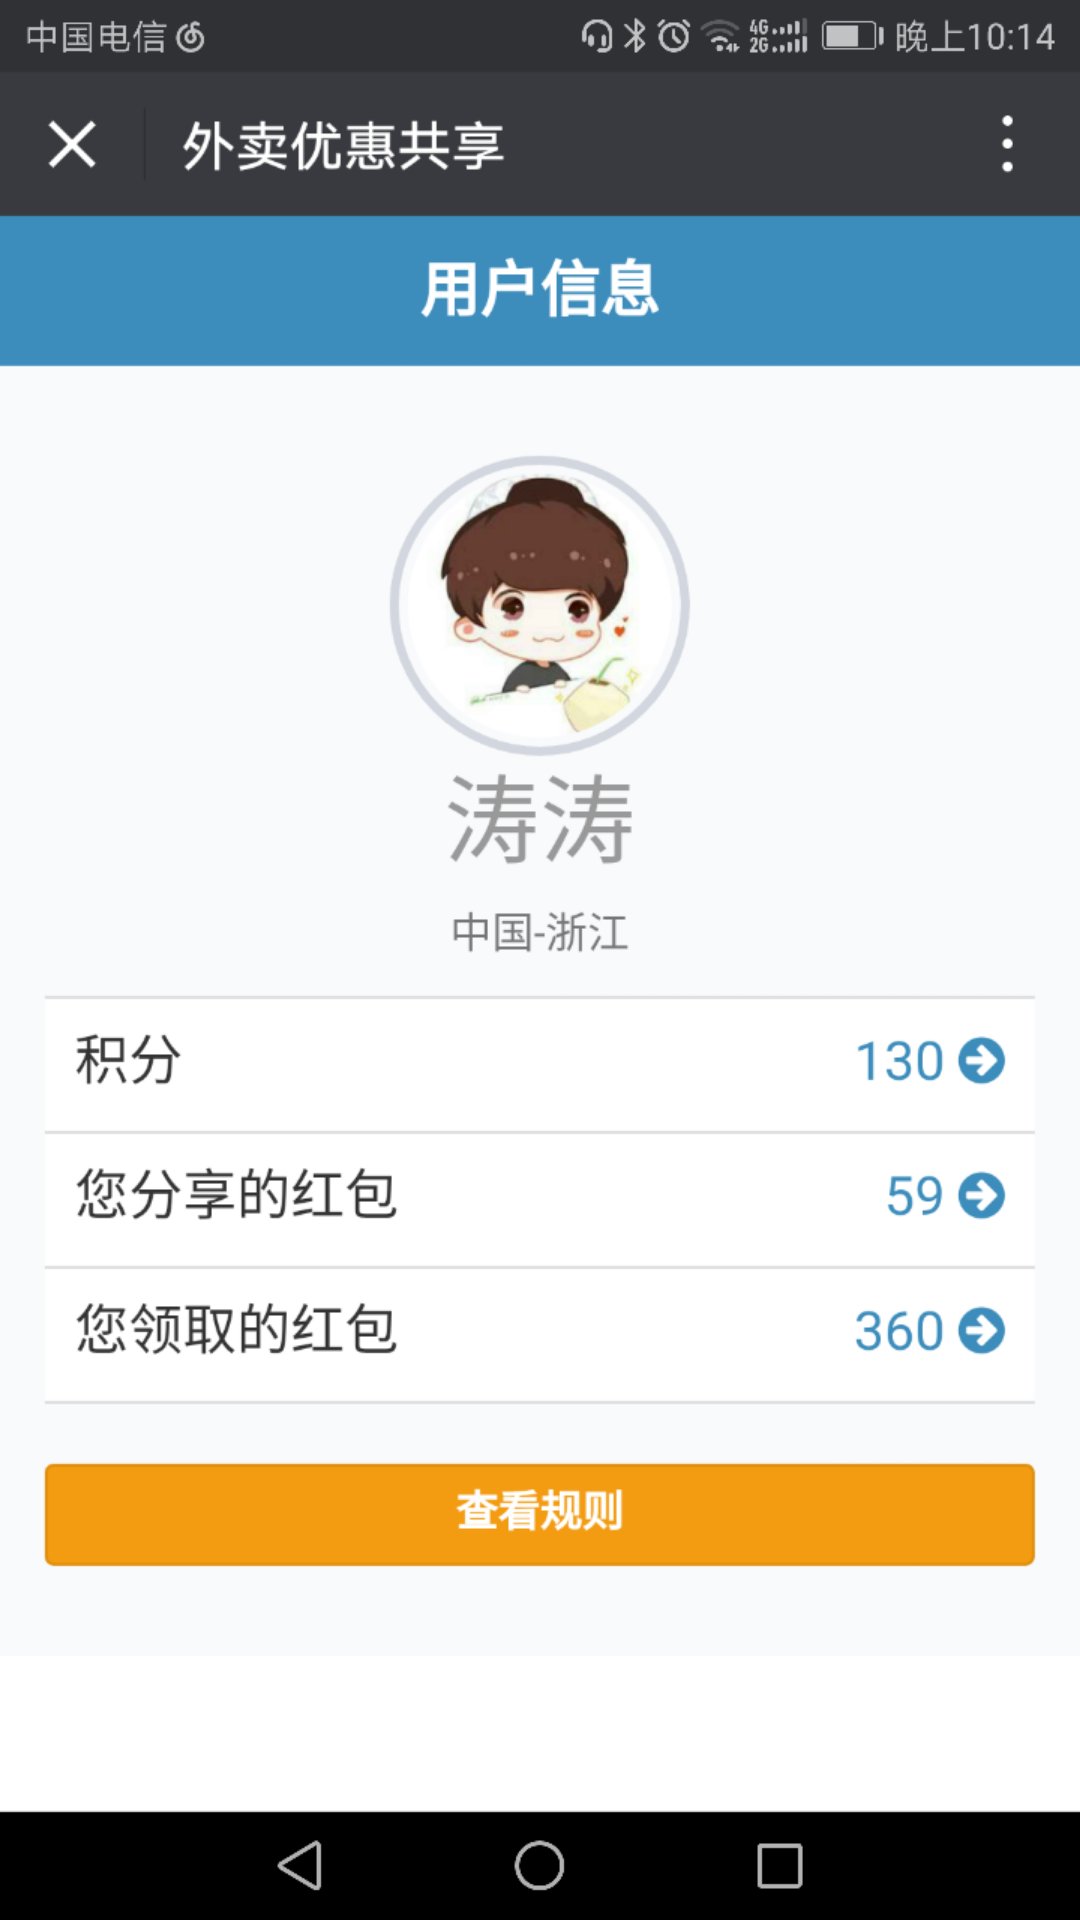 中国电信
4G
2G
晚上10:14
外卖优惠共享
用户信息
涛涛
中国-浙江
积分 130
您分享的红包 59
您领取的红包 360
查看规则